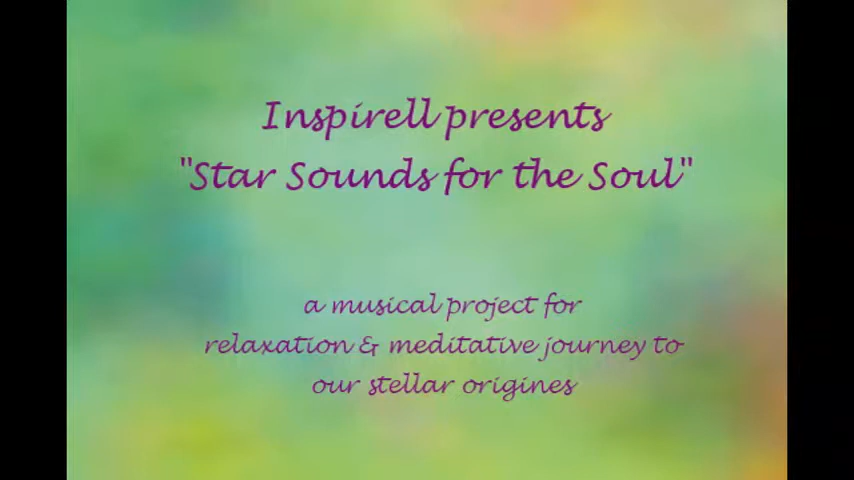 Inspirell presents
"Star Sounds for the Soul"
a musical project for
relaxation & meditative journey to
our stellar origines